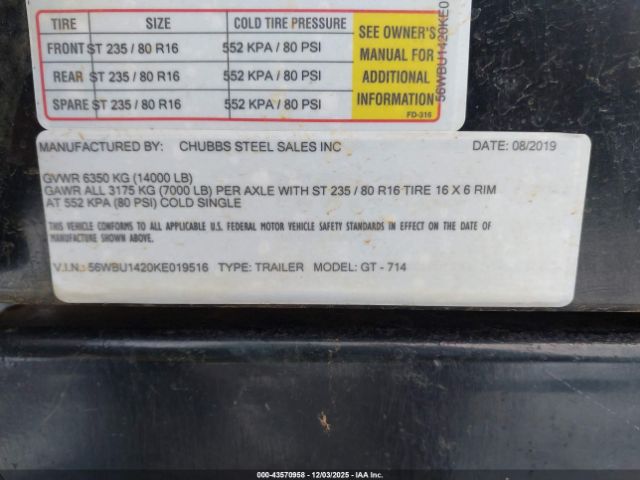 TIRE SIZE COLD TIRE PRESSURE
FRONT ST 235 / 80 R16 552 KPA / 80 PSI
REAR ST 235 / 80 R16 552 KPA / 80 PSI
SPARE ST 235 / 80 R16 552 KPA / 80 PSI
SEE OWNER'S
MANUAL FOR
ADDITIONAL
INFORMATION
FD-316
56WBU1420KE0
MANUFACTURED BY: CHUBBS STEEL SALES INC DATE: 08/2019
GVWR 6350 KG (14000 LB)
GAWR ALL 3175 KG (7000 LB) PER AXLE WITH ST 235 / 80 R16 TIRE 16 X 6 RIM
AT 552 KPA (80 PSI) COLD SINGLE
THIS VEHICLE CONFORMS TO ALL APPLICABLE U.S. FEDERAL MOTOR VEHICLE SAFETY STANDARDS IN EFFECT ON THE DATE OF
MANUFACTURE SHOWN ABOVE.
V.I.N.: 56WBU1420KE019516 TYPE: TRAILER MODEL: GT - 714
000-43570958 - 12/03/2025 - IAA Inc.